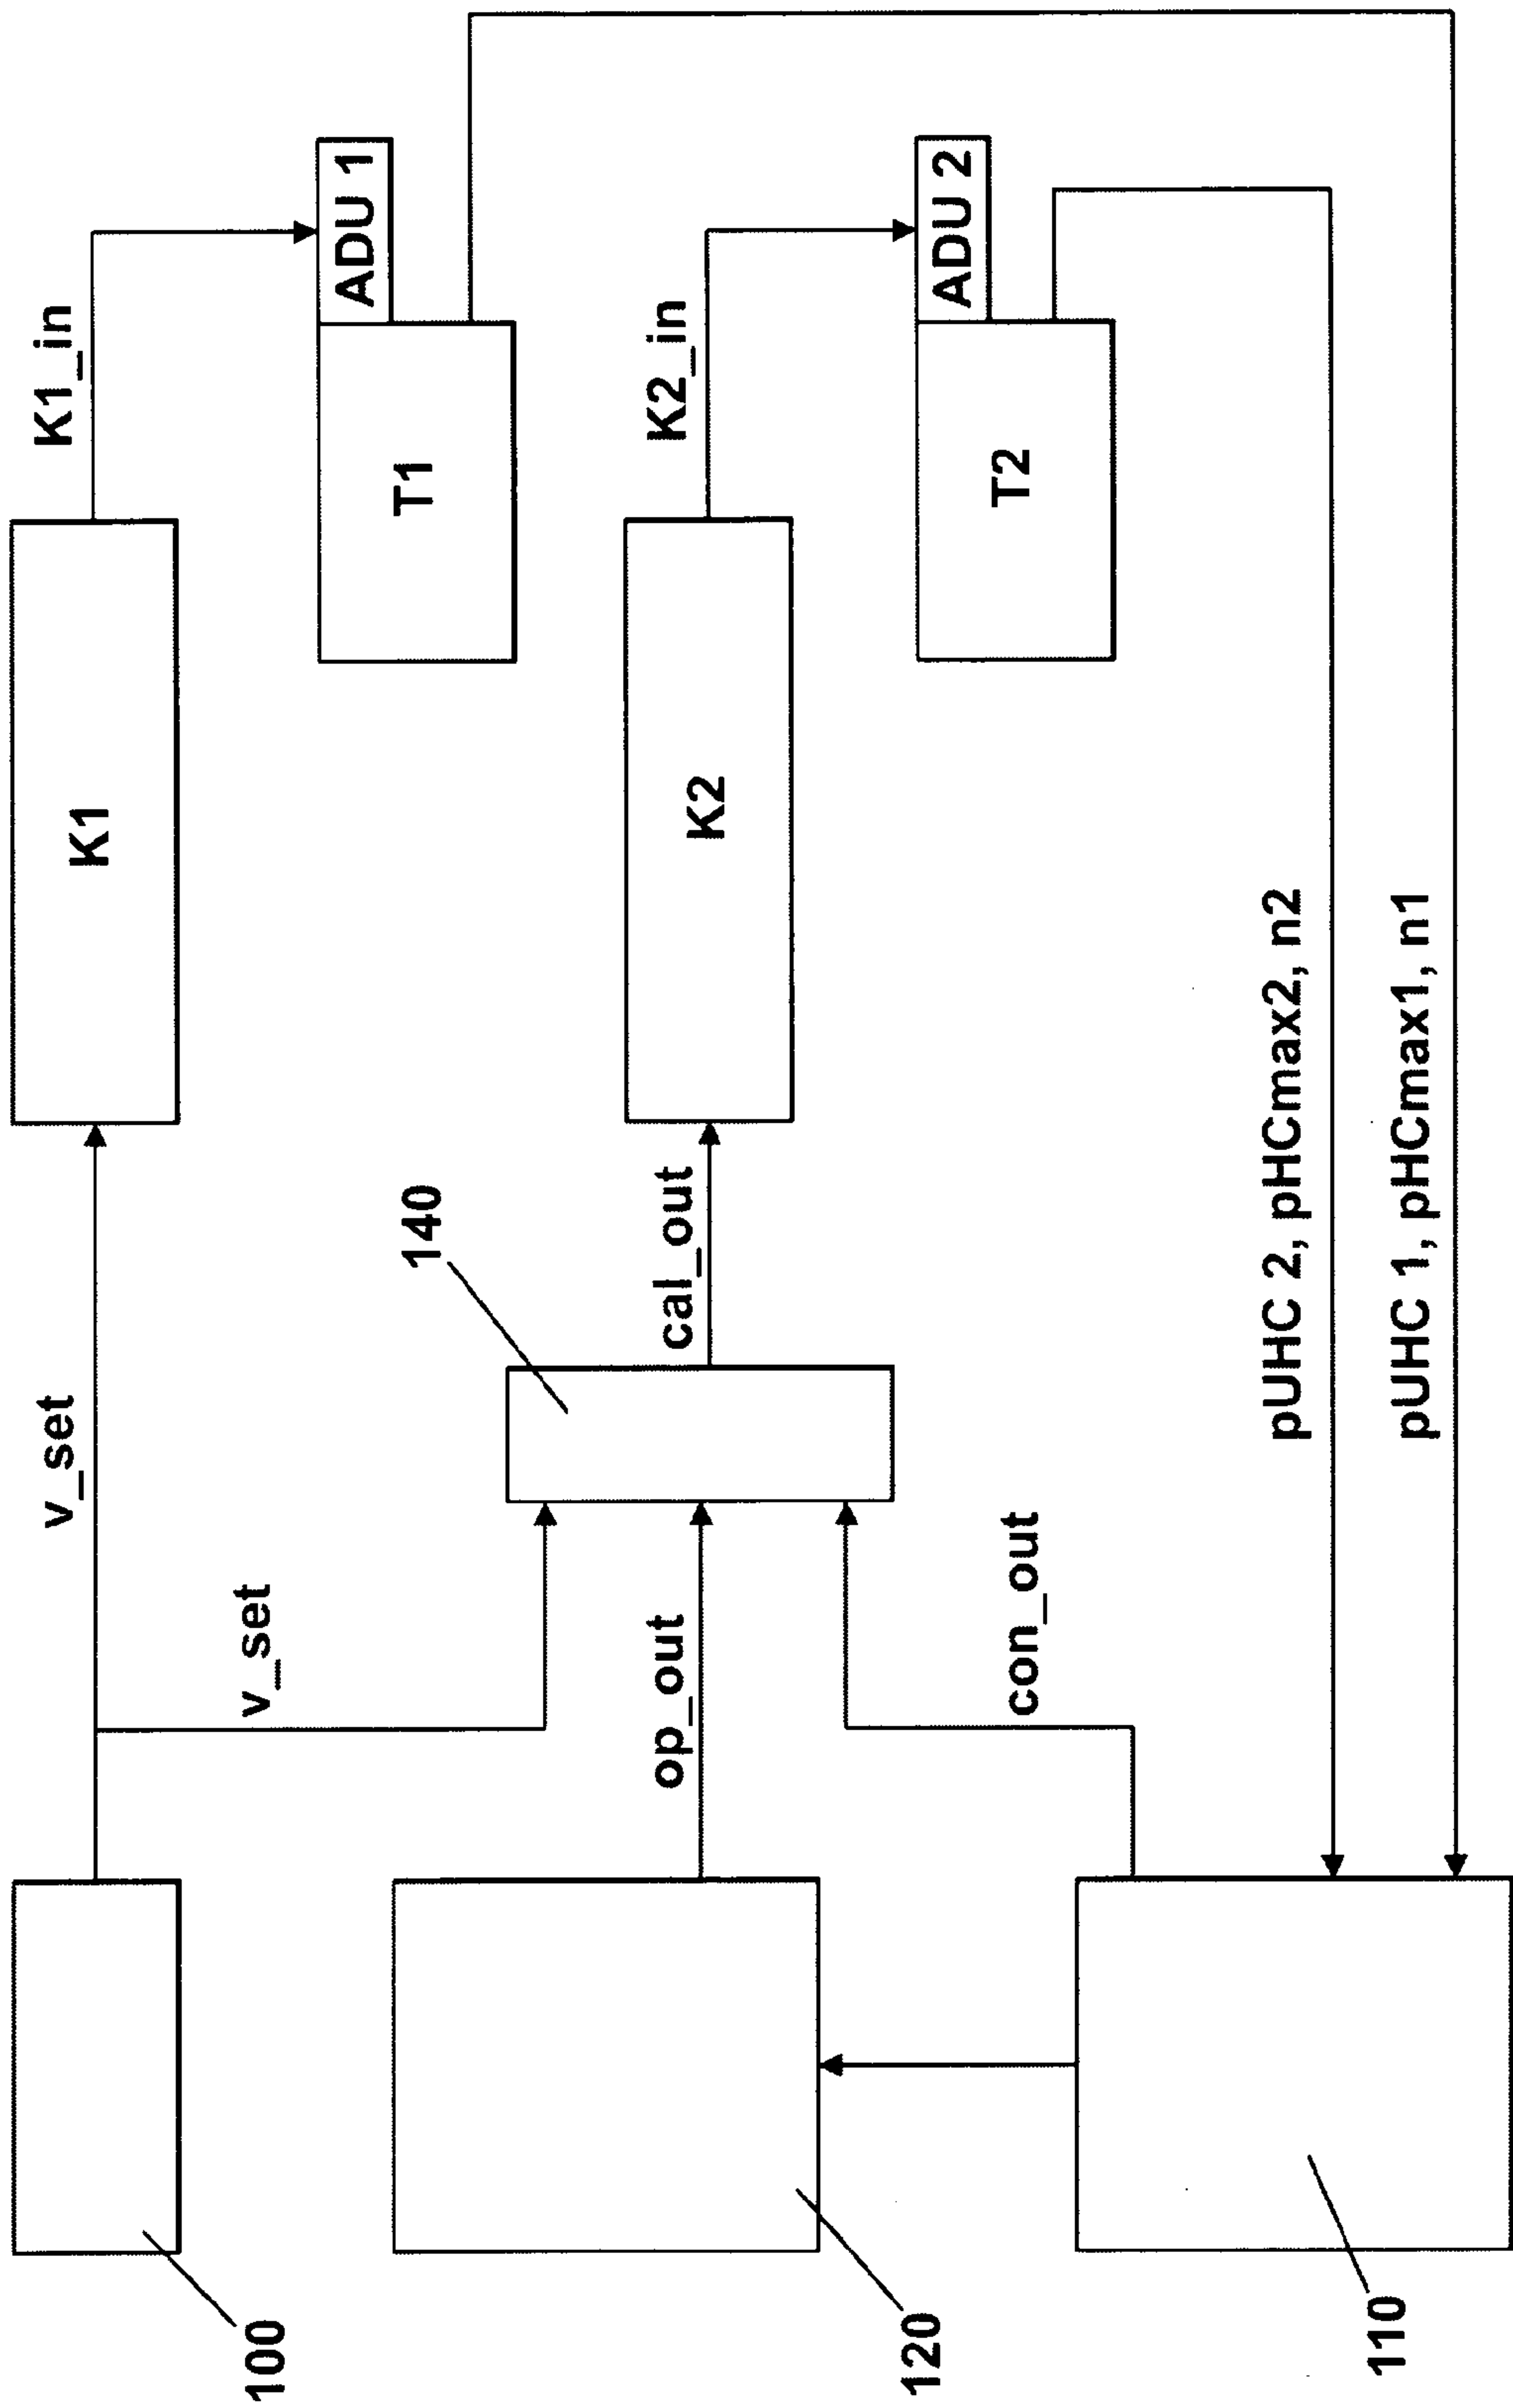 v_set
K1
K1_in
100
v_set
140
ADU 1
T1
op_out
cal_out
K2
K2_in
120
con_out
ADU 2
T2
pUHC 2, pHCmax2, n2
pUHC 1, pHCmax1, n1
110